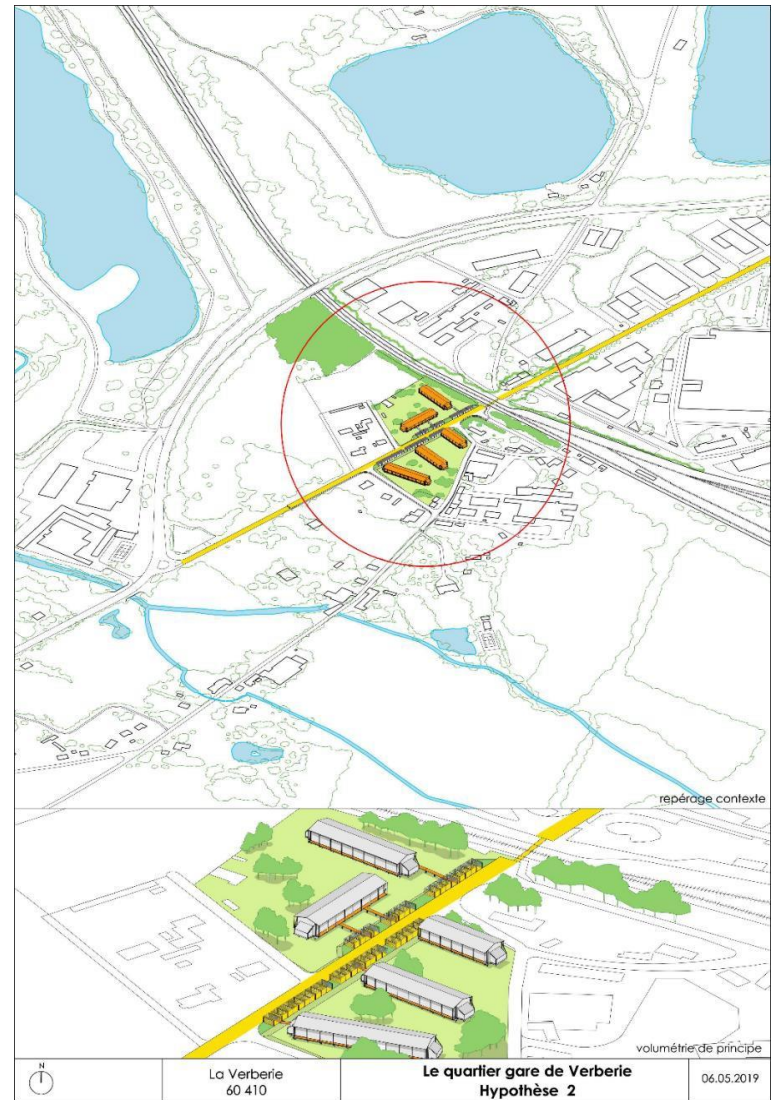 repérage contexte
volumétrie de principe
N
La Verberie
60 410
Le quartier gare de Verberie
Hypothèse 2
06.05.2019